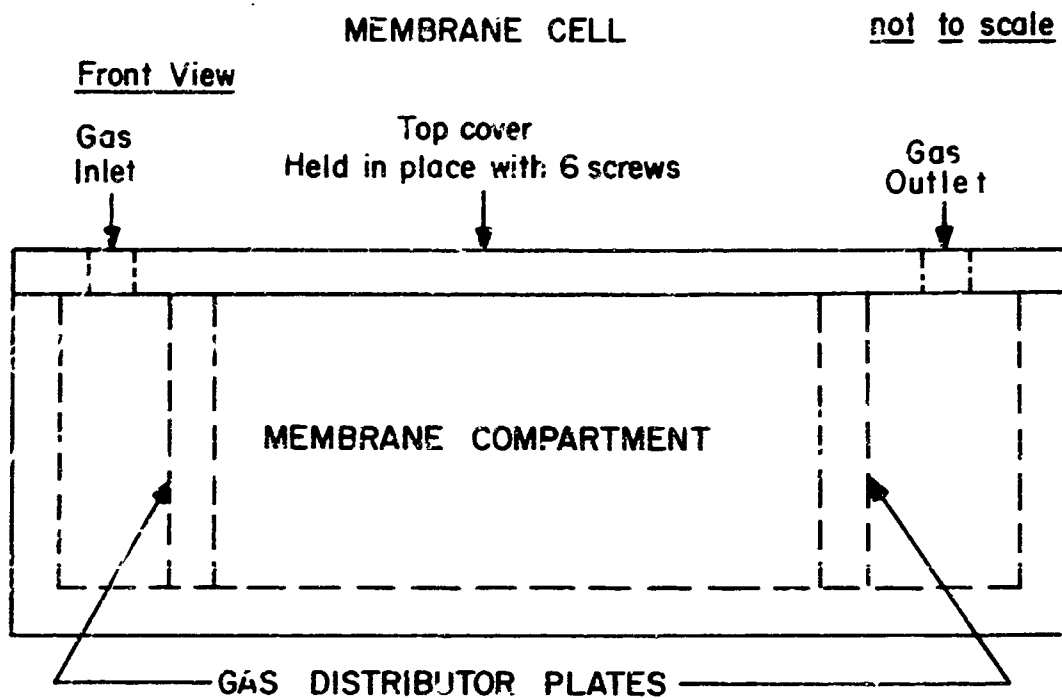 MEMBRANE CELL
not to scale
Front View
Gas
Inlet
Top cover
Held in place with 6 screws
Gas
Outlet
MEMBRANE COMPARTMENT
GAS DISTRIBUTOR PLATES